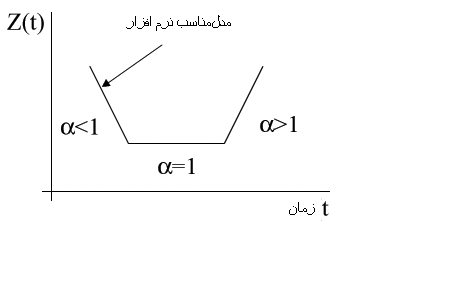 Z(t)
مدل‌مناسب نرم افزار
α<1
α>1
α=1
زمان t